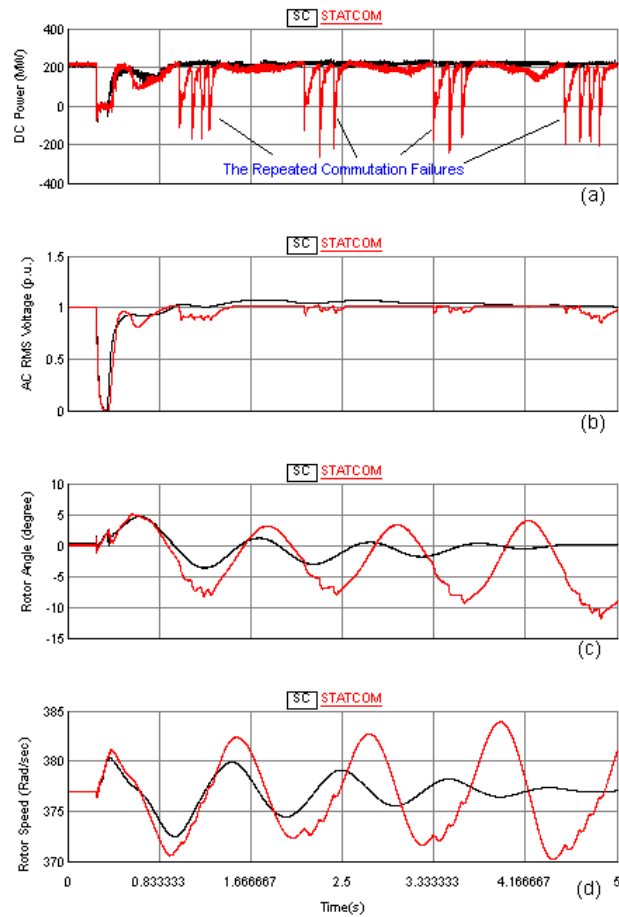 SC STATCOM
400
200
0
-200
-400
DC Power (MW)
The Repeated Commutation Failures
(a)
SC STATCOM
1.5
1
0.5
0
AC RMS Voltage (p.u.)
(b)
SC STATCOM
10
5
0
-5
-10
-15
Rotor Angle (degree)
(c)
SC STATCOM
385
380
375
370
Rotor Speed (Rad/sec)
(d)
0 0.833333 1.666667 2.5 3.333333 4.166667 5
Time(s)